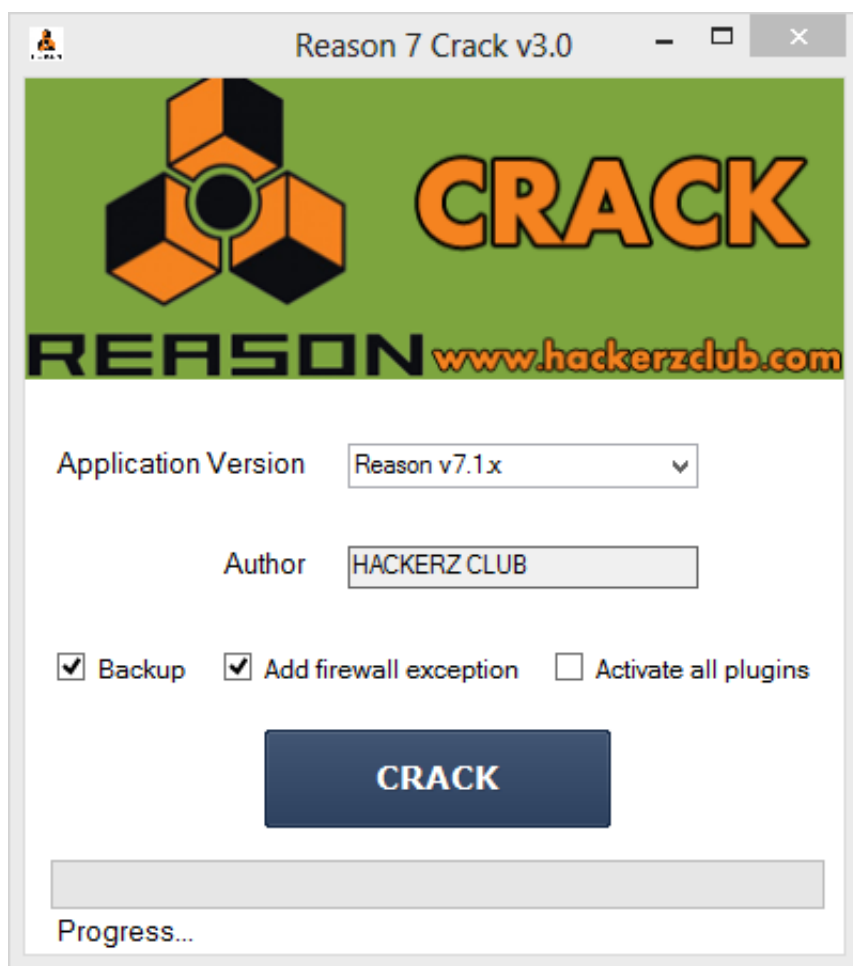 Reason 7 Crack v3.0
CRACK
REASON www.hackerzclub.com
Application Version Reason v7.1.x
Author HACKERZ CLUB
Backup Add firewall exception Activate all plugins
CRACK
Progress...